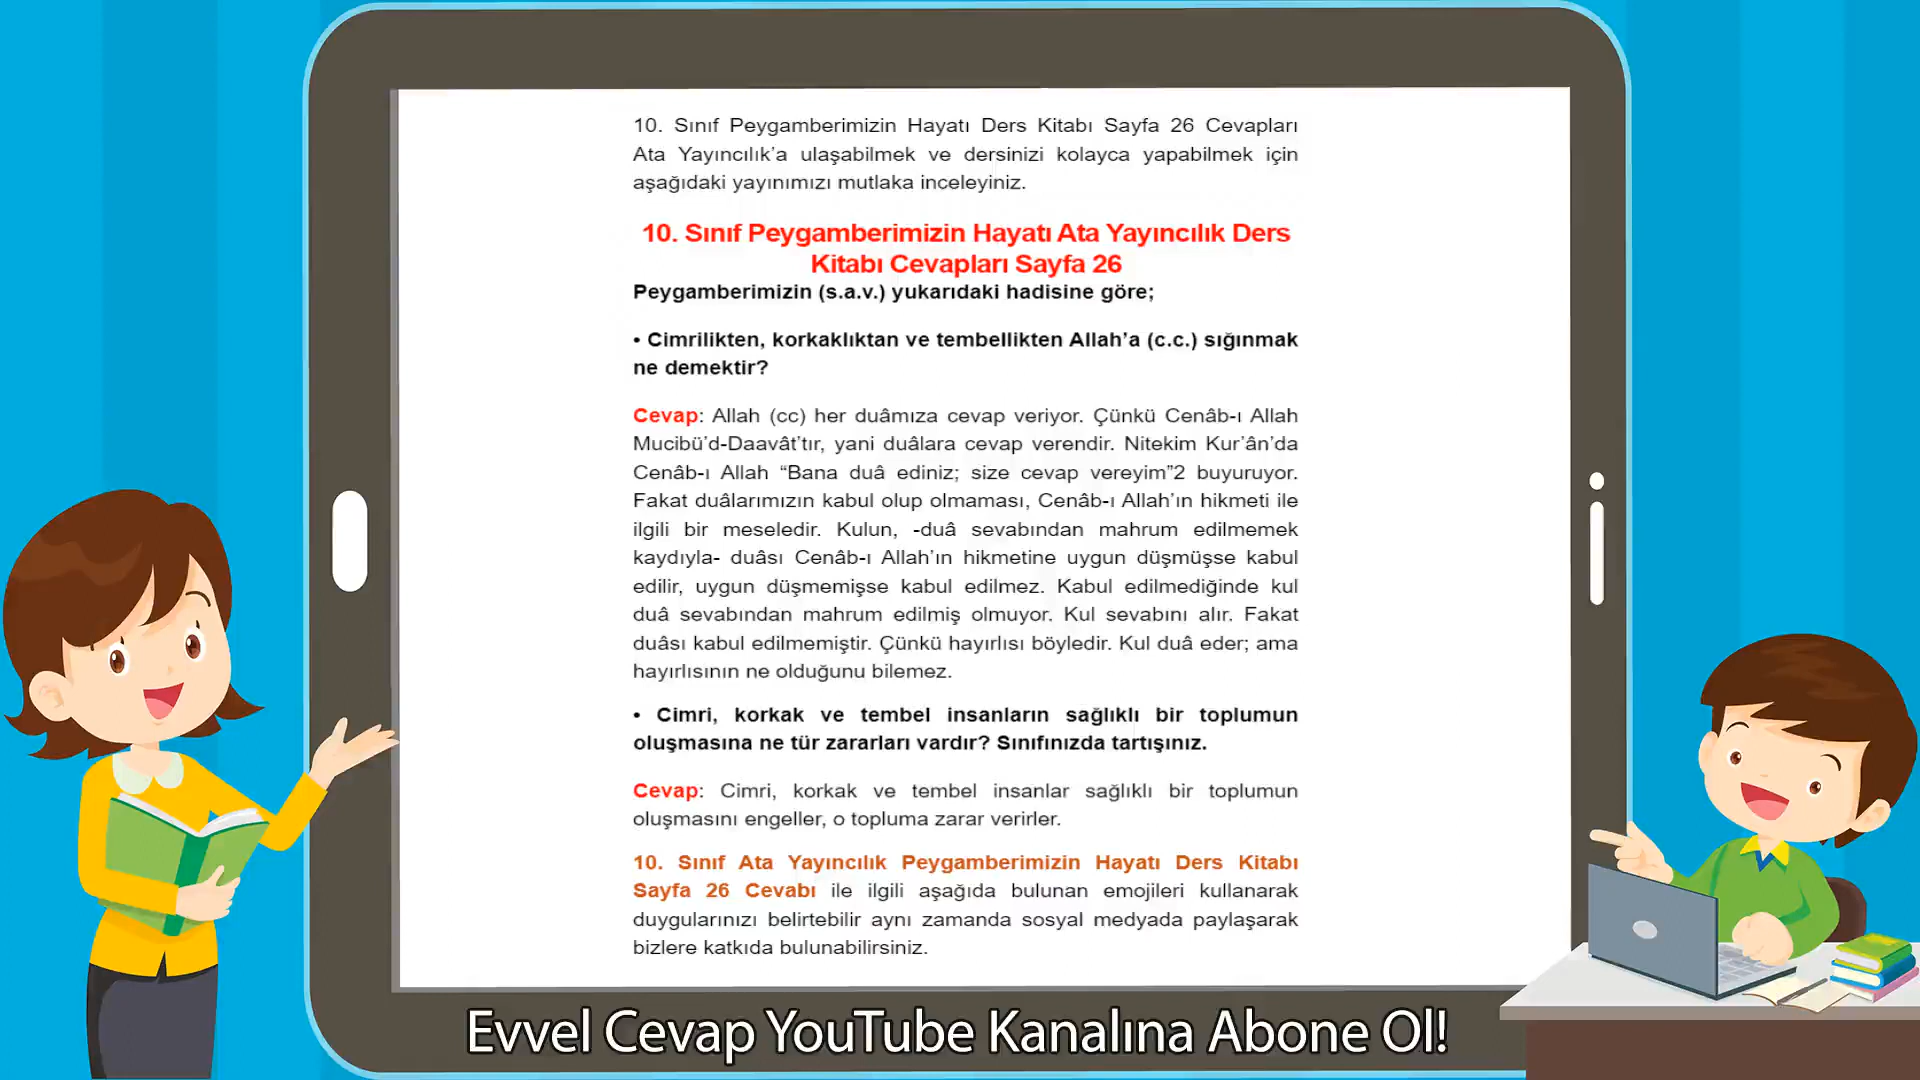 10. Sınıf Peygamberimizin Hayatı Ders Kitabı Sayfa 26 Cevapları
Ata Yayıncılık’a ulaşabilmek ve dersinizi kolayca yapabilmek için
aşağıdaki yayınımızı mutlaka inceleyiniz.
10. Sınıf Peygamberimizin Hayatı Ata Yayıncılık Ders
Kitabı Cevapları Sayfa 26
Peygamberimizin (s.a.v.) yukarıdaki hadisine göre;
• Cimrilikten, korkaklıktan ve tembellikten Allah’a (c.c.) sığınmak
ne demektir?
Cevap: Allah (cc) her duâmıza cevap veriyor. Çünkü Cenâb-ı Allah
Mucibü’d-Daavât’tır, yani duâlara cevap verendir. Nitekim Kur’ân’da
Cenâb-ı Allah “Bana duâ ediniz; size cevap vereyim”2 buyuruyor.
Fakat duâlarımızın kabul olup olmaması, Cenâb-ı Allah’ın hikmeti ile
ilgili bir meseledir. Kulun, -duâ sevabından mahrum edilmemek
kaydıyla- duâsı Cenâb-ı Allah’ın hikmetine uygun düşmüşse kabul
edilir, uygun düşmemişse kabul edilmez. Kabul edilmediğinde kul
duâ sevabından mahrum edilmiş olmuyor. Kul sevabını alır. Fakat
duâsı kabul edilmemiştir. Çünkü hayırlısı böyledir. Kul duâ eder; ama
hayırlısının ne olduğunu bilemez.
• Cimri, korkak ve tembel insanların sağlıklı bir toplumun
oluşmasına ne tür zararları vardır? Sınıfınızda tartışınız.
Cevap: Cimri, korkak ve tembel insanlar sağlıklı bir toplumun
oluşmasını engeller, o topluma zarar verirler.
10. Sınıf Ata Yayıncılık Peygamberimizin Hayatı Ders Kitabı
Sayfa 26 Cevabı ile ilgili aşağıda bulunan emojileri kullanarak
duygularınızı belirtebilir aynı zamanda sosyal medyada paylaşarak
bizlere katkıda bulunabilirsiniz.
Evvel Cevap YouTube Kanalına Abone Ol!